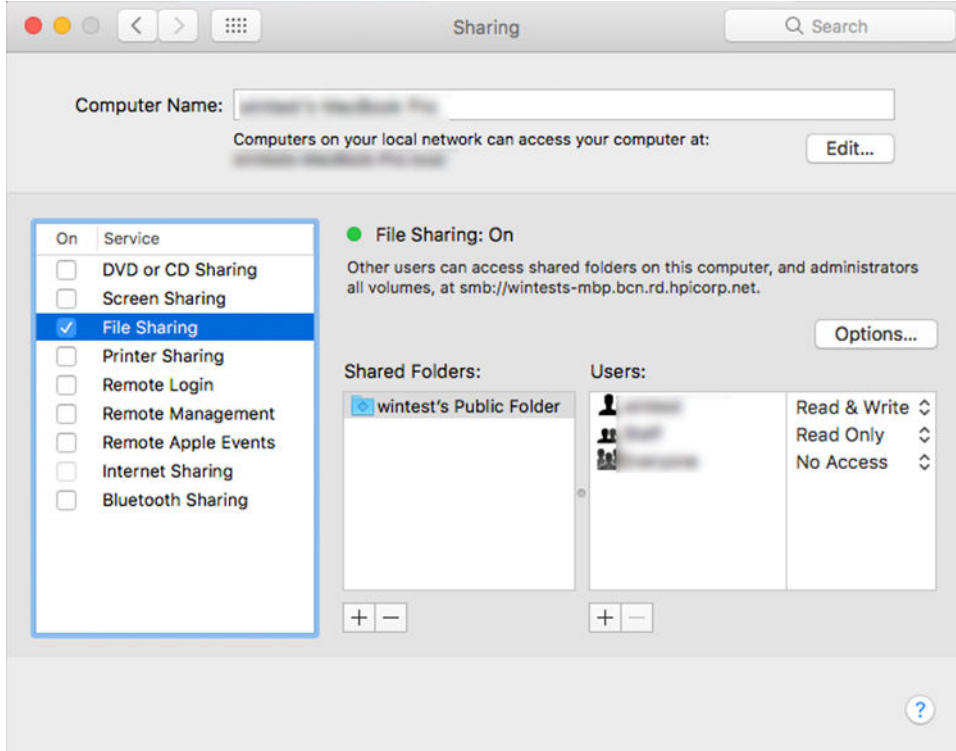 Sharing
Search
Computer Name:
Computers on your local network can access your computer at:
Edit...
On Service
DVD or CD Sharing
Screen Sharing
File Sharing
Printer Sharing
Remote Login
Remote Management
Remote Apple Events
Internet Sharing
Bluetooth Sharing
File Sharing: On
Other users can access shared folders on this computer, and administrators
all volumes, at smb://wintests-mbp.bcn.rd.hpicorp.net.
Options...
Shared Folders:
wintest's Public Folder
Users:
Read & Write
Read Only
No Access
+ −
+ −
?